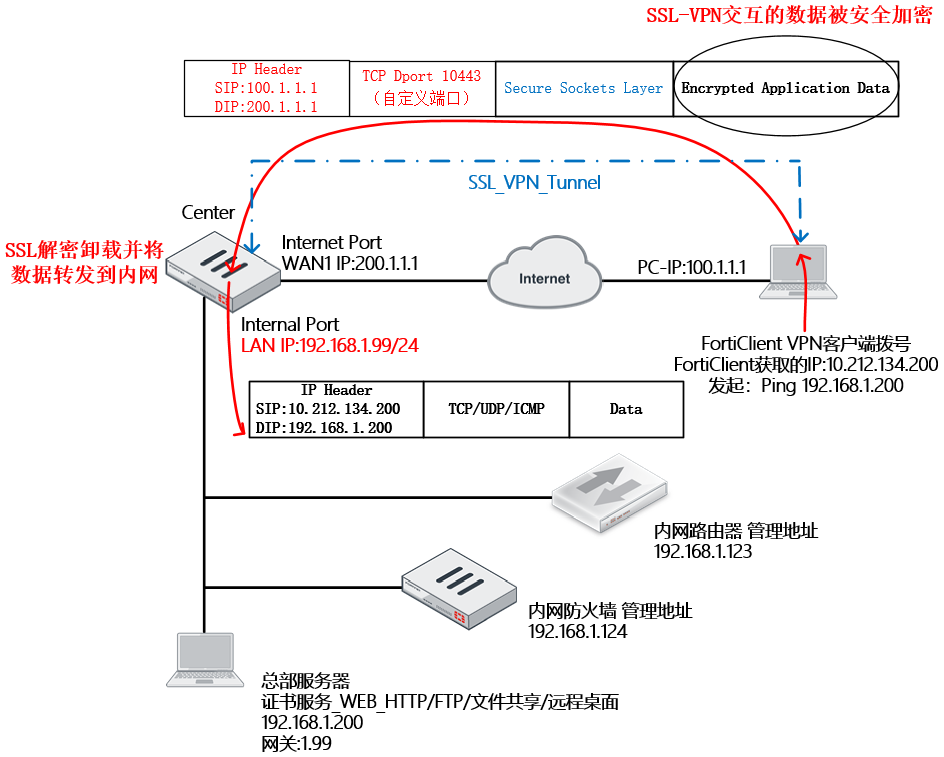 SSL-VPN交互的数据被安全加密
IP Header
SIP:100.1.1.1
DIP:200.1.1.1
TCP Dport 10443
(自定义端口)
Secure Sockets Layer
Encrypted Application Data
SSL_VPN_Tunnel
Center
SSL解密卸载并将
数据转发到内网
Internet Port
WAN1 IP:200.1.1.1
Internet
PC-IP:100.1.1.1
Internal Port
LAN IP:192.168.1.99/24
FortiClient VPN客户端拨号
FortiClient获取的IP:10.212.134.200
发起：Ping 192.168.1.200
IP Header
SIP:10.212.134.200
DIP:192.168.1.200
TCP/UDP/ICMP
Data
内网路由器 管理地址
192.168.1.123
内网防火墙 管理地址
192.168.1.124
总部服务器
证书服务_WEB_HTTP/FTP/文件共享/远程桌面
192.168.1.200
网关:1.99